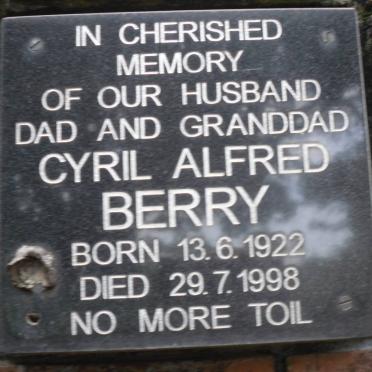 IN CHERISHED
MEMORY
OF OUR HUSBAND
DAD AND GRANDDAD
CYRIL ALFRED
BERRY
BORN 13.6.1922
DIED 29.7.1998
NO MORE TOIL